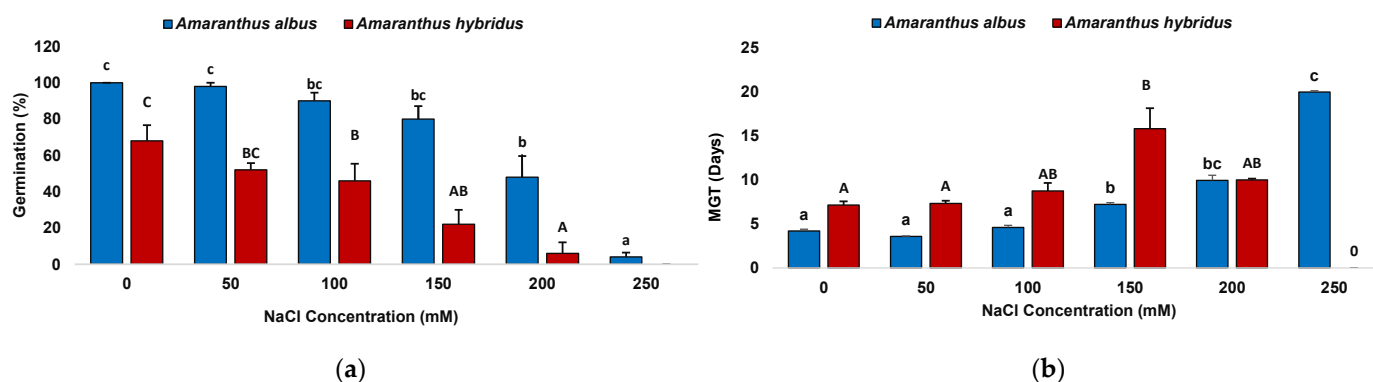 Amaranthus albus Amaranthus hybridus
120
100
80
60
40
20
0
Germination (%)
c c bc bc b a
C BC B AB A
0 50 100 150 200 250
NaCl Concentration (mM)
(a)
Amaranthus albus Amaranthus hybridus
25
20
15
10
5
0
MGT (Days)
a a a b bc c
A A AB B AB 0
0 50 100 150 200 250
NaCl Concentration (mM)
(b)